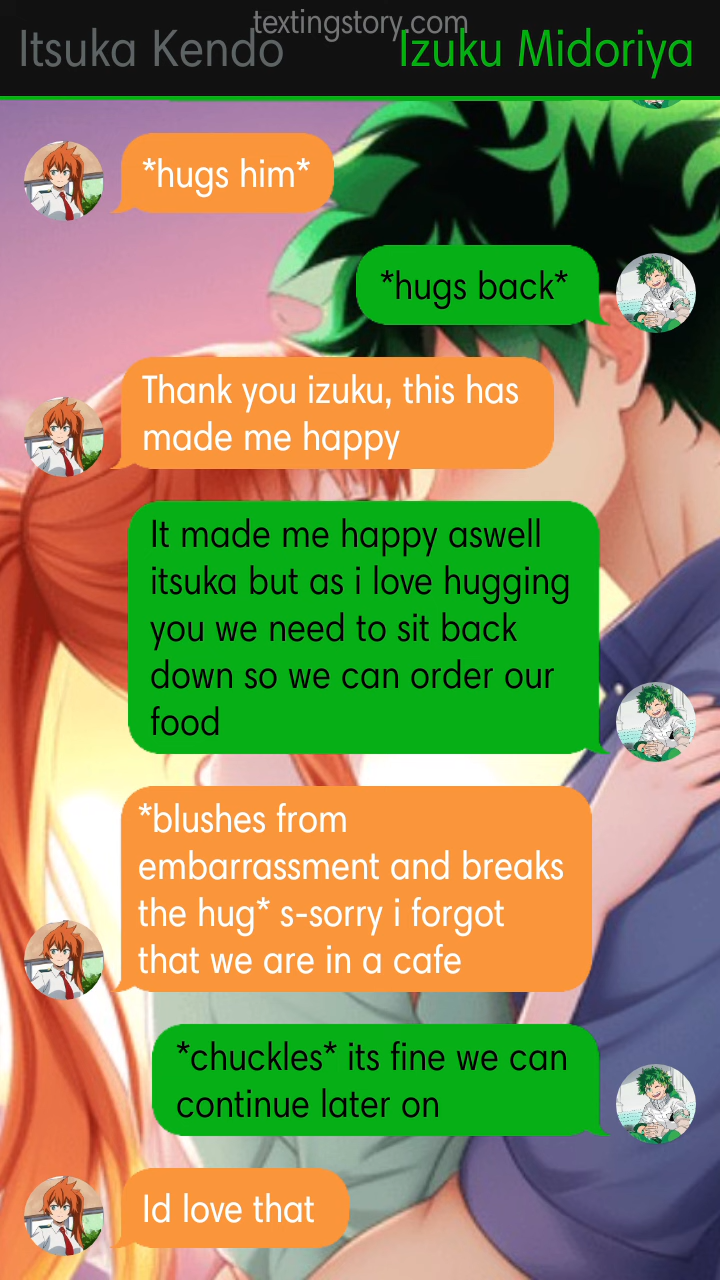 textingstory.com
Itsuka Kendo
Izuku Midoriya
*hugs him*
*hugs back*
Thank you izuku, this has
made me happy
It made me happy aswell
itsuka but as i love hugging
you we need to sit back
down so we can order our
food
*blushes from
embarrassment and breaks
the hug* s-sorry i forgot
that we are in a cafe
*chuckles* its fine we can
continue later on
Id love that